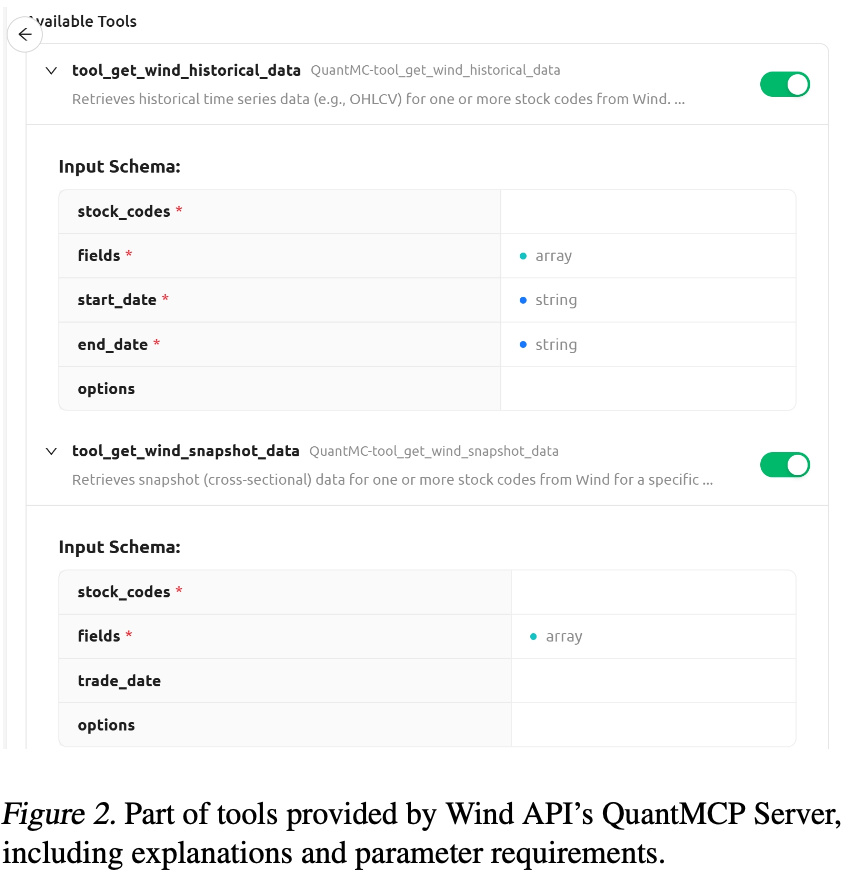 Available Tools
tool_get_wind_historical_data QuantMC-tool_get_wind_historical_data
Retrieves historical time series data (e.g., OHLCV) for one or more stock codes from Wind. ...
Input Schema:
stock_codes *
fields * array
start_date * string
end_date * string
options
tool_get_wind_snapshot_data QuantMC-tool_get_wind_snapshot_data
Retrieves snapshot (cross-sectional) data for one or more stock codes from Wind for a specific ...
Input Schema:
stock_codes *
fields * array
trade_date
options
Figure 2. Part of tools provided by Wind API's QuantMCP Server,
including explanations and parameter requirements.